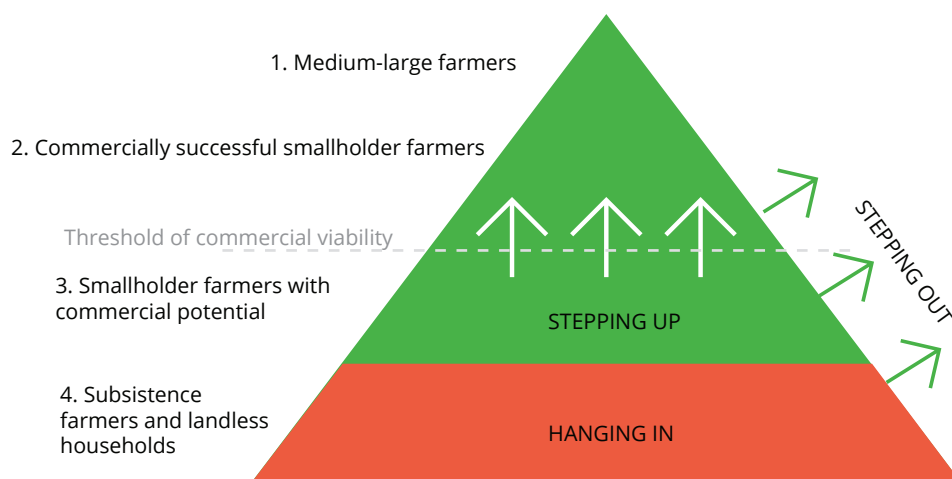 1. Medium-large farmers
2. Commercially successful smallholder farmers
Threshold of commercial viability
3. Smallholder farmers with
commercial potential
STEPPING UP
STEPPING OUT
4. Subsistence
farmers and landless
households
HANGING IN